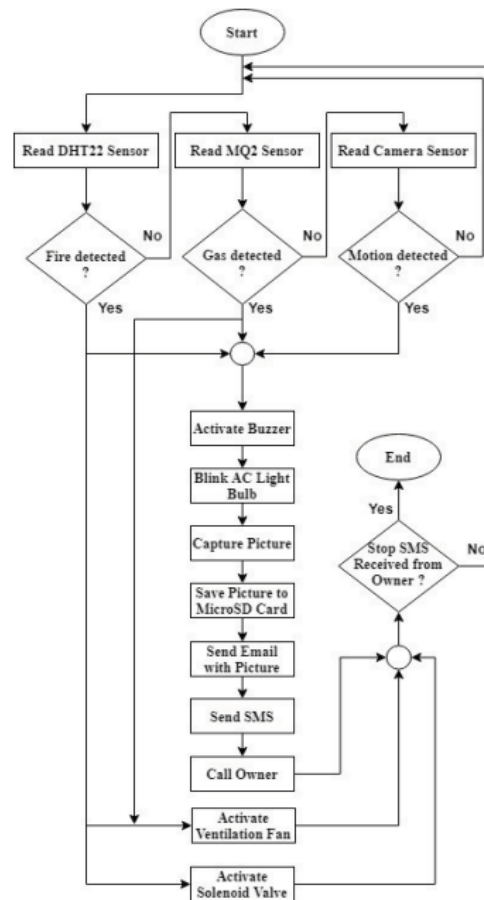 Start
Read DHT22 Sensor
Read MQ2 Sensor
Read Camera Sensor
Fire detected
?
No
Gas detected
?
No
Motion detected
?
No
Yes
Yes
Yes
Activate Buzzer
Blink AC Light
Bulb
Capture Picture
Save Picture to
MicroSD Card
Send Email
with Picture
Send SMS
Call Owner
Activate
Ventilation Fan
Activate
Solenoid Valve
End
Yes
Stop SMS
Received from
Owner ?
No